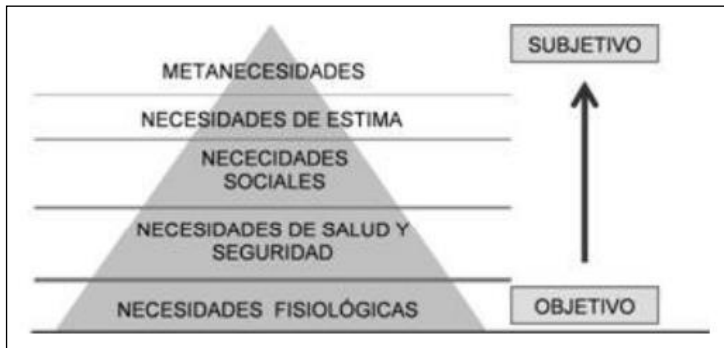 SUBJETIVO
METANECESIDADES
NECESIDADES DE ESTIMA
NECECIDADES
SOCIALES
NECESIDADES DE SALUD Y
SEGURIDAD
NECESIDADES FISIOLÓGICAS
OBJETIVO